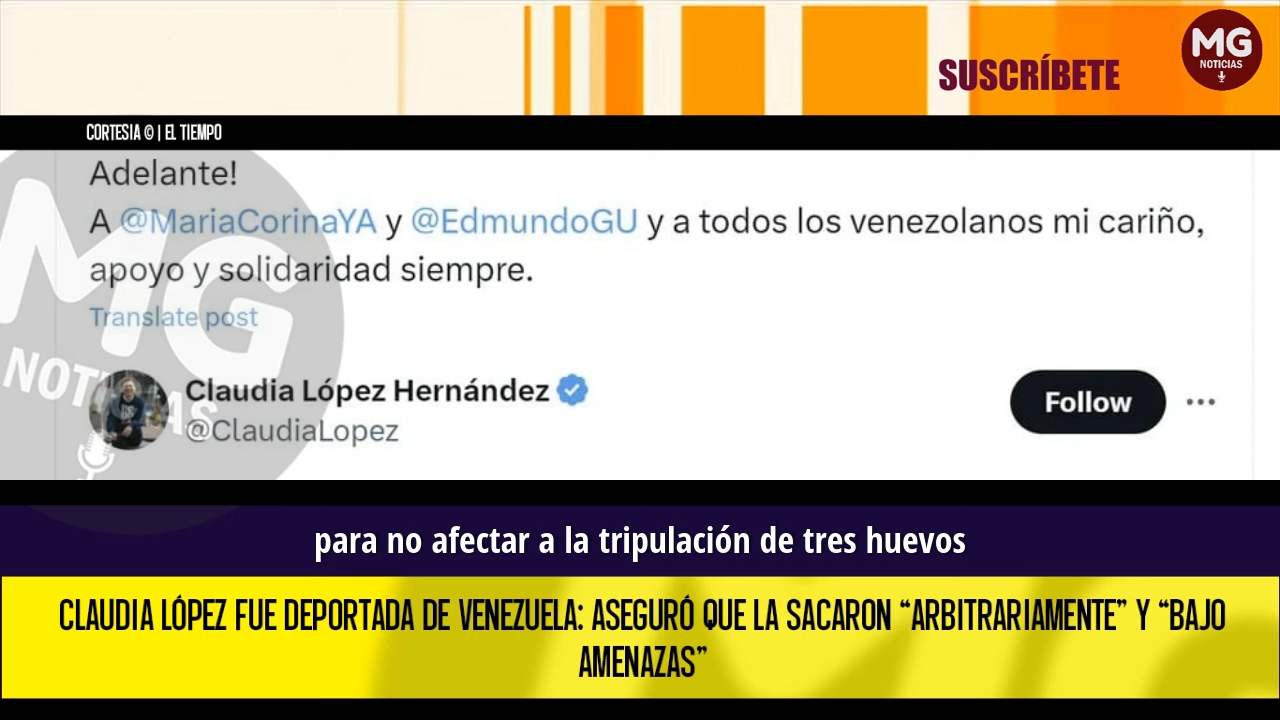 MG
NOTICIAS
SUSCRÍBETE
CORTESIA © | EL TIEMPO
Adelante!
A @MariaCorinaYA y @EdmundoGU y a todos los venezolanos mi cariño,
apoyo y solidaridad siempre.
Translate post
MG
NOTICIAS
Claudia López Hernández
@ClaudiaLopez
Follow
para no afectar a la tripulación de tres huevos
CLAUDIA LÓPEZ FUE DEPORTADA DE VENEZUELA: ASEGURÓ QUE LA SACARON “ARBITRARIAMENTE” Y “BAJO
AMENAZAS”